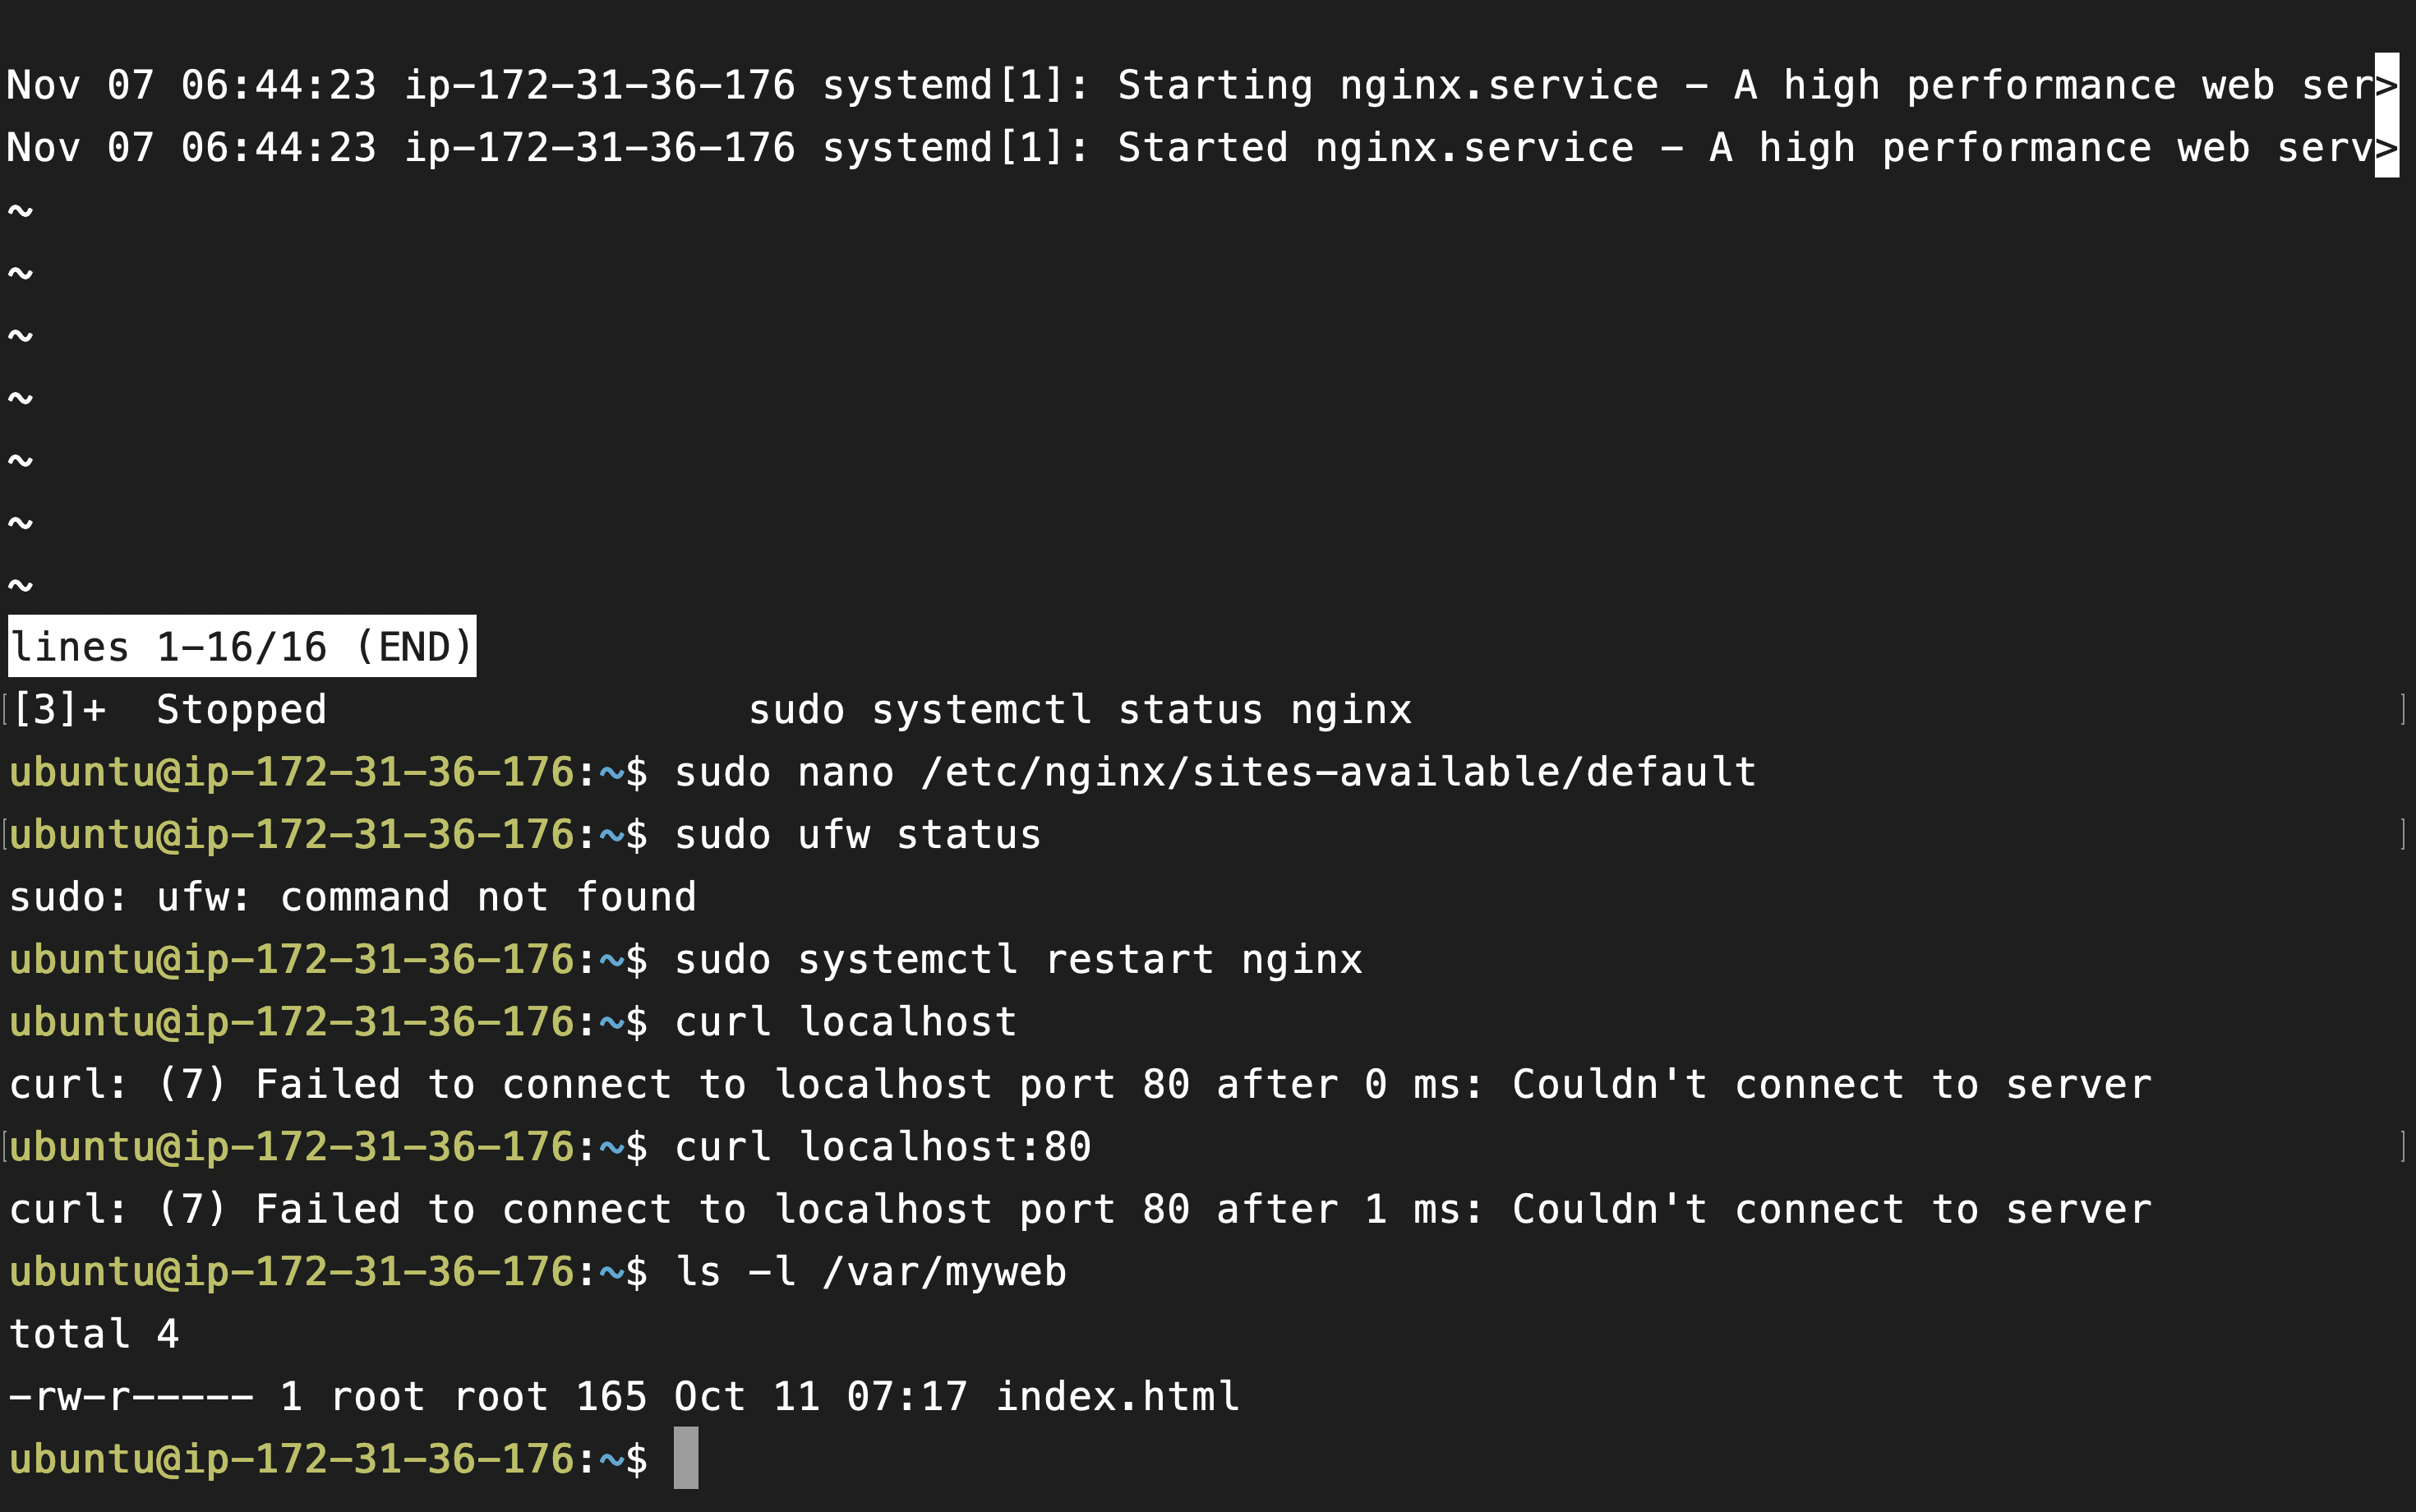 Nov 07 06:44:23 ip-172-31-36-176 systemd[1]: Starting nginx.service - A high performance web ser>
Nov 07 06:44:23 ip-172-31-36-176 systemd[1]: Started nginx.service - A high performance web serv>
~
~
~
~
~
~
~
lines 1-16/16 (END)
[3]+  Stopped                 sudo systemctl status nginx
ubuntu@ip-172-31-36-176:~$ sudo nano /etc/nginx/sites-available/default
ubuntu@ip-172-31-36-176:~$ sudo ufw status
sudo: ufw: command not found
ubuntu@ip-172-31-36-176:~$ sudo systemctl restart nginx
ubuntu@ip-172-31-36-176:~$ curl localhost
curl: (7) Failed to connect to localhost port 80 after 0 ms: Couldn't connect to server
ubuntu@ip-172-31-36-176:~$ curl localhost:80
curl: (7) Failed to connect to localhost port 80 after 1 ms: Couldn't connect to server
ubuntu@ip-172-31-36-176:~$ ls -l /var/myweb
total 4
-rw-r----- 1 root root 165 Oct 11 07:17 index.html
ubuntu@ip-172-31-36-176:~$